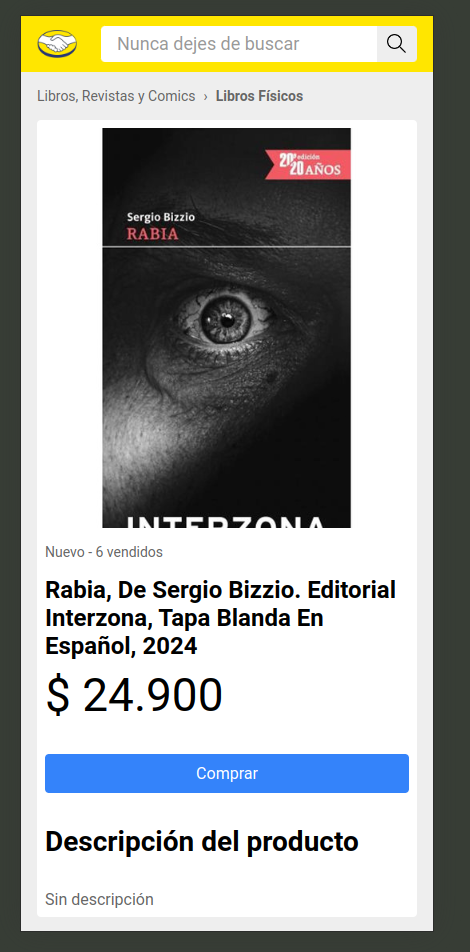 Nunca dejes de buscar
Libros, Revistas y Comics › Libros Físicos
20ª edición
20 AÑOS
Sergio Bizzio
RABIA
INTERZONA
Nuevo - 6 vendidos
Rabia, De Sergio Bizzio. Editorial
Interzona, Tapa Blanda En
Español, 2024
$ 24.900
Comprar
Descripción del producto
Sin descripción